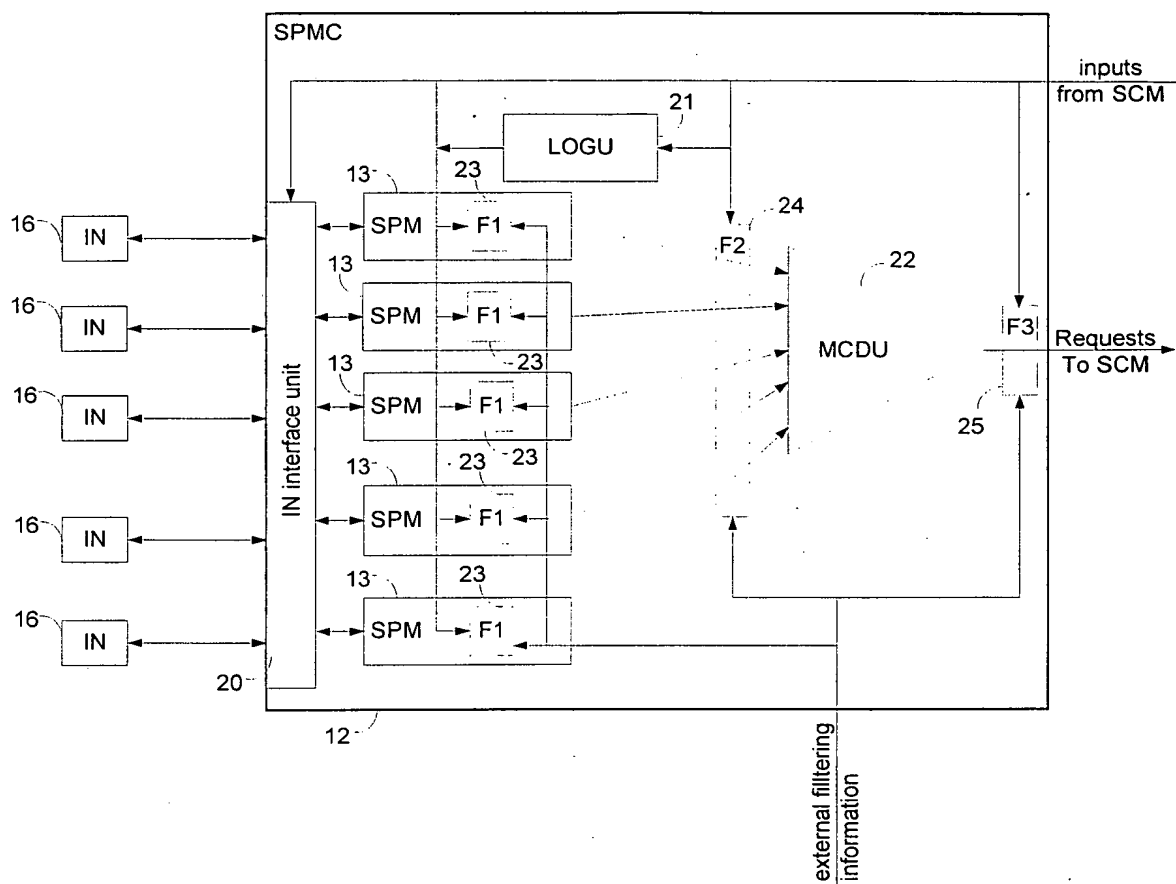 SPMC
inputs
from SCM
21
LOGU
13
23
16
IN
SPM
F1
24
F2
13
22
16
IN
SPM
F1
F3
MCDU
Requests
To SCM
23
13
16
IN
SPM
F1
25
23
IN interface unit
13
23
16
IN
SPM
F1
13
23
16
IN
SPM
F1
20
12
external filltering
information